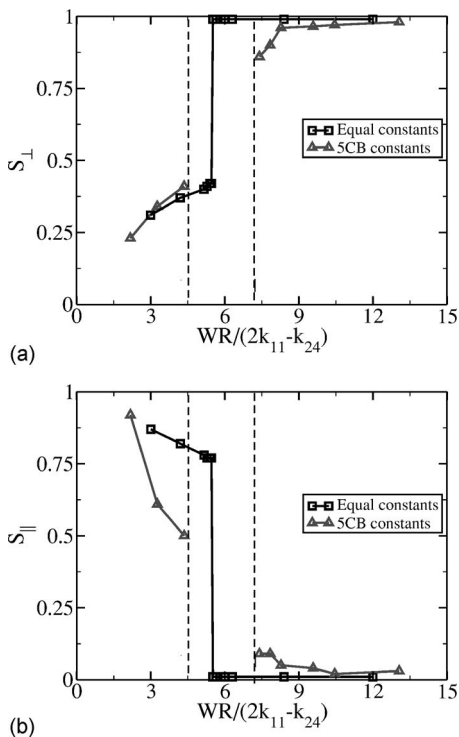 1
0.75
0.5
0.25
0
S⊥
Equal constants
5CB constants
0 3 6 9 12 15
WR/(2k₁₁-k₂₄)
(a)
1
0.75
0.5
0.25
0
S∥
Equal constants
5CB constants
0 3 6 9 12 15
WR/(2k₁₁-k₂₄)
(b)